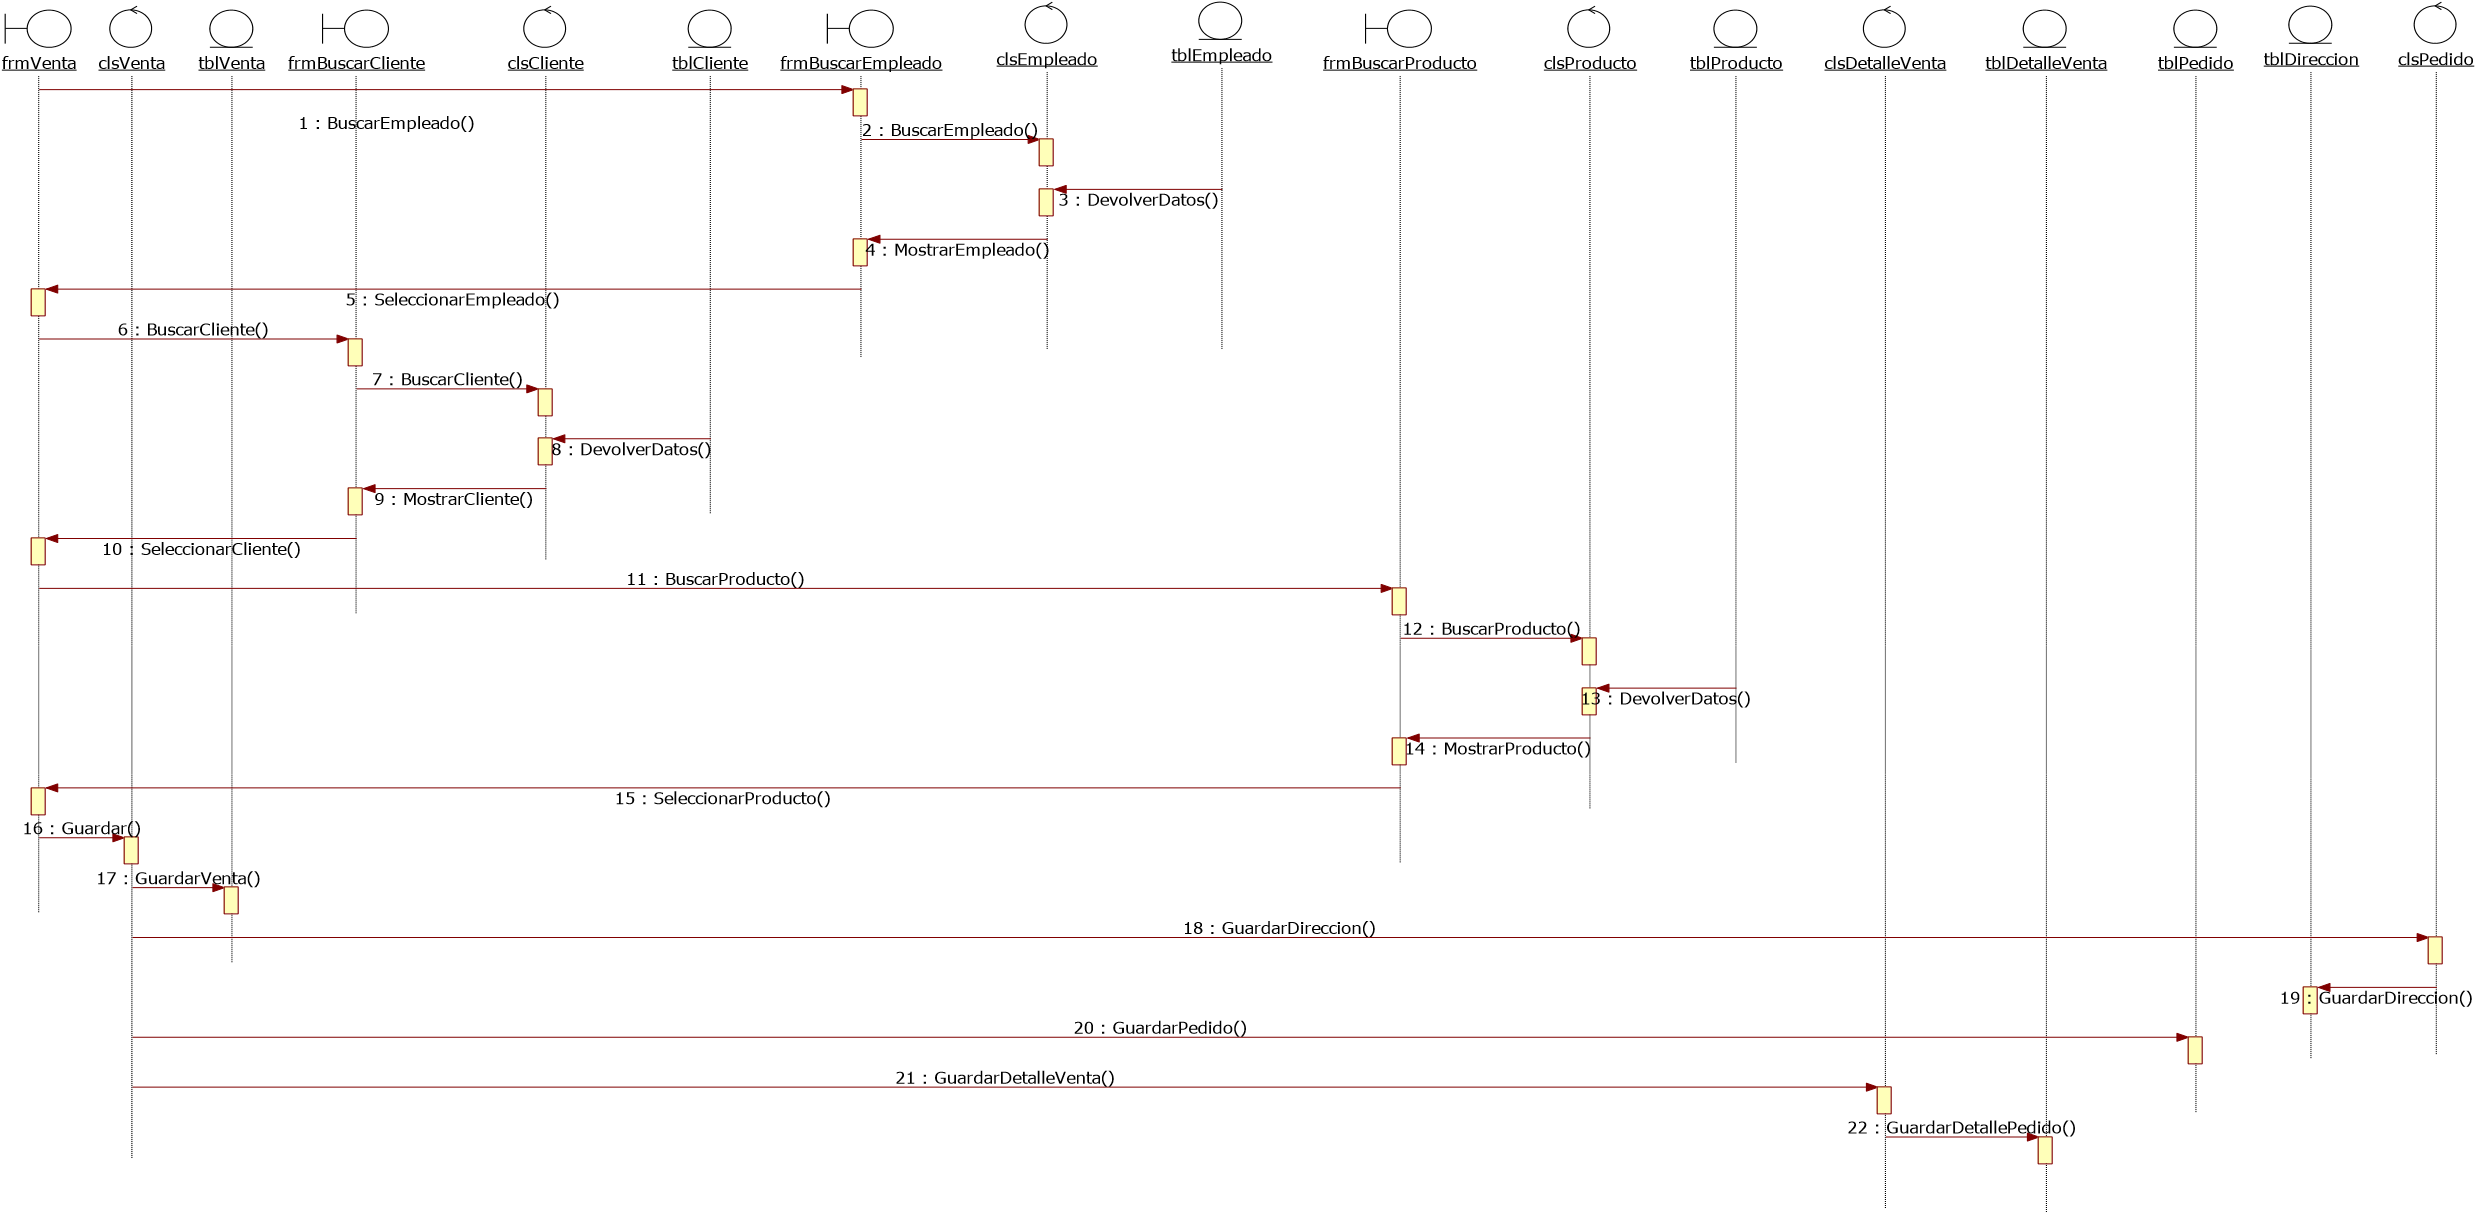 frmVenta
clsVenta
tblVenta
frmBuscarCliente
clsCliente
tblCliente
frmBuscarEmpleado
clsEmpleado
tblEmpleado
frmBuscarProducto
clsProducto
tblProducto
clsDetalleVenta
tblDetalleVenta
tblPedido
tblDireccion
clsPedido
1 : BuscarEmpleado()
2 : BuscarEmpleado()
3 : DevolverDatos()
4 : MostrarEmpleado()
5 : SeleccionarEmpleado()
6 : BuscarCliente()
7 : BuscarCliente()
8 : DevolverDatos()
9 : MostrarCliente()
10 : SeleccionarCliente()
11 : BuscarProducto()
12 : BuscarProducto()
13 : DevolverDatos()
14 : MostrarProducto()
15 : SeleccionarProducto()
16 : Guardar()
17 : GuardarVenta()
18 : GuardarDireccion()
19 : GuardarDireccion()
20 : GuardarPedido()
21 : GuardarDetalleVenta()
22 : GuardarDetallePedido()